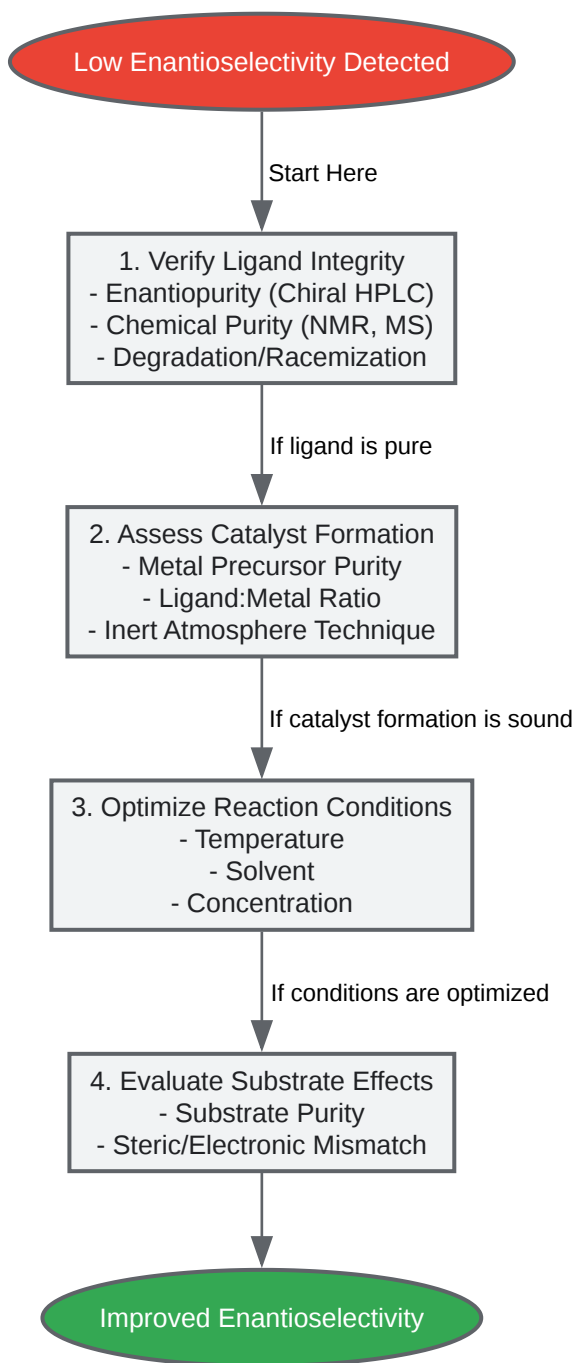 Low Enantioselectivity Detected
Start Here
1. Verify Ligand Integrity
- Enantiopurity (Chiral HPLC)
- Chemical Purity (NMR, MS)
- Degradation/Racemization
If ligand is pure
2. Assess Catalyst Formation
- Metal Precursor Purity
- Ligand:Metal Ratio
- Inert Atmosphere Technique
If catalyst formation is sound
3. Optimize Reaction Conditions
- Temperature
- Solvent
- Concentration
If conditions are optimized
4. Evaluate Substrate Effects
- Substrate Purity
- Steric/Electronic Mismatch
Improved Enantioselectivity